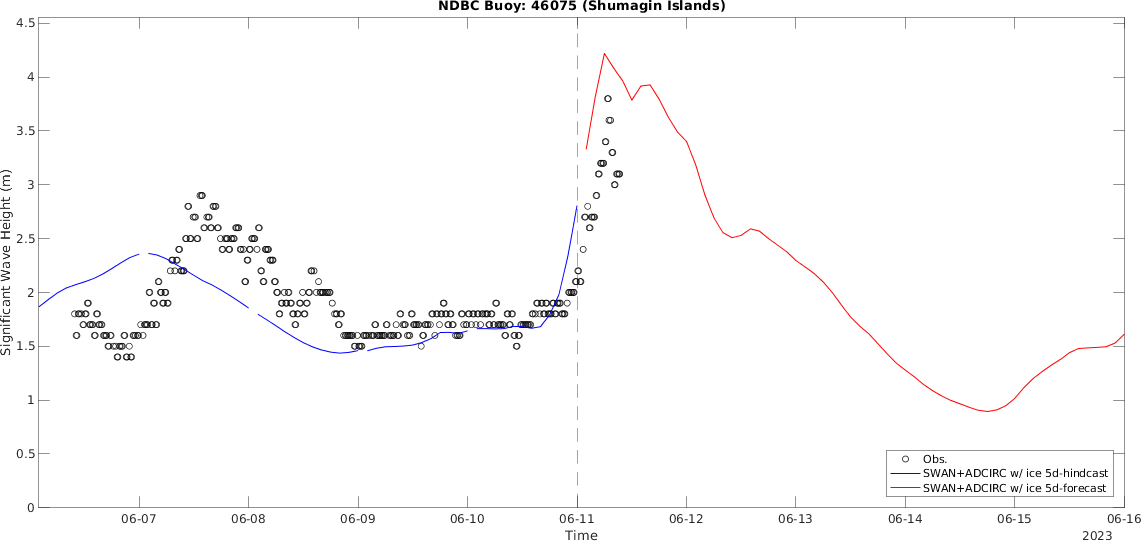 NDBC Buoy: 46075 (Shumagin Islands)
4.5
4
3.5
3
2.5
2
1.5
1
0.5
0
Significant Wave Height (m)
Obs.
SWAN+ADCIRC w/ ice 5d-hindcast
SWAN+ADCIRC w/ ice 5d-forecast
06-07 06-08 06-09 06-10 06-11 06-12 06-13 06-14 06-15 06-16
Time
2023